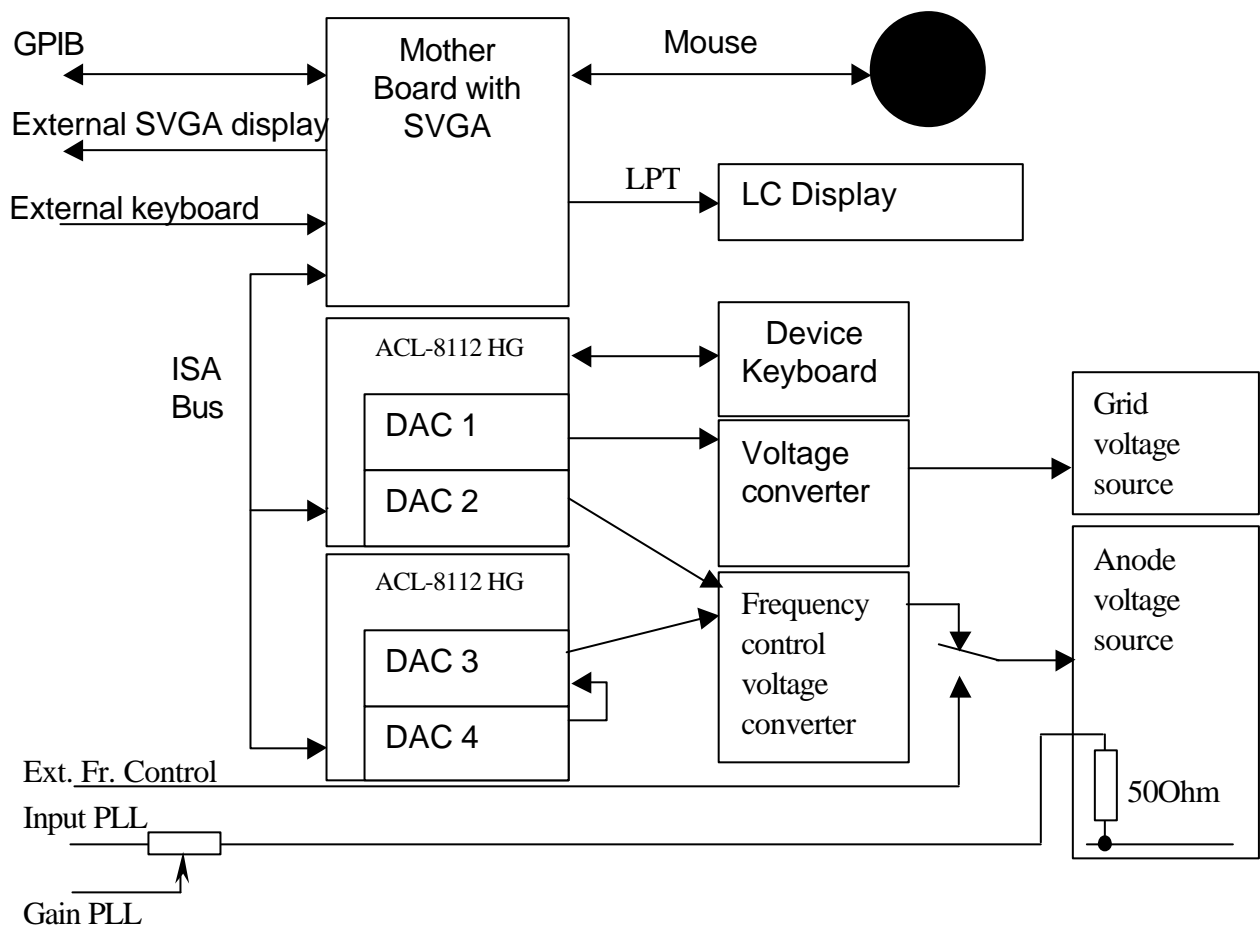 GPIB
External SVGA display
External keyboard
Mother
Board with
SVGA
Mouse
LPT
LC Display
ISA
Bus
ACL-8112 HG
DAC 1
DAC 2
Device
Keyboard
Voltage
converter
Grid
voltage
source
ACL-8112 HG
DAC 3
DAC 4
Frequency
control
voltage
converter
Anode
voltage
source
50Ohm
Ext. Fr. Control
Input PLL
Gain PLL